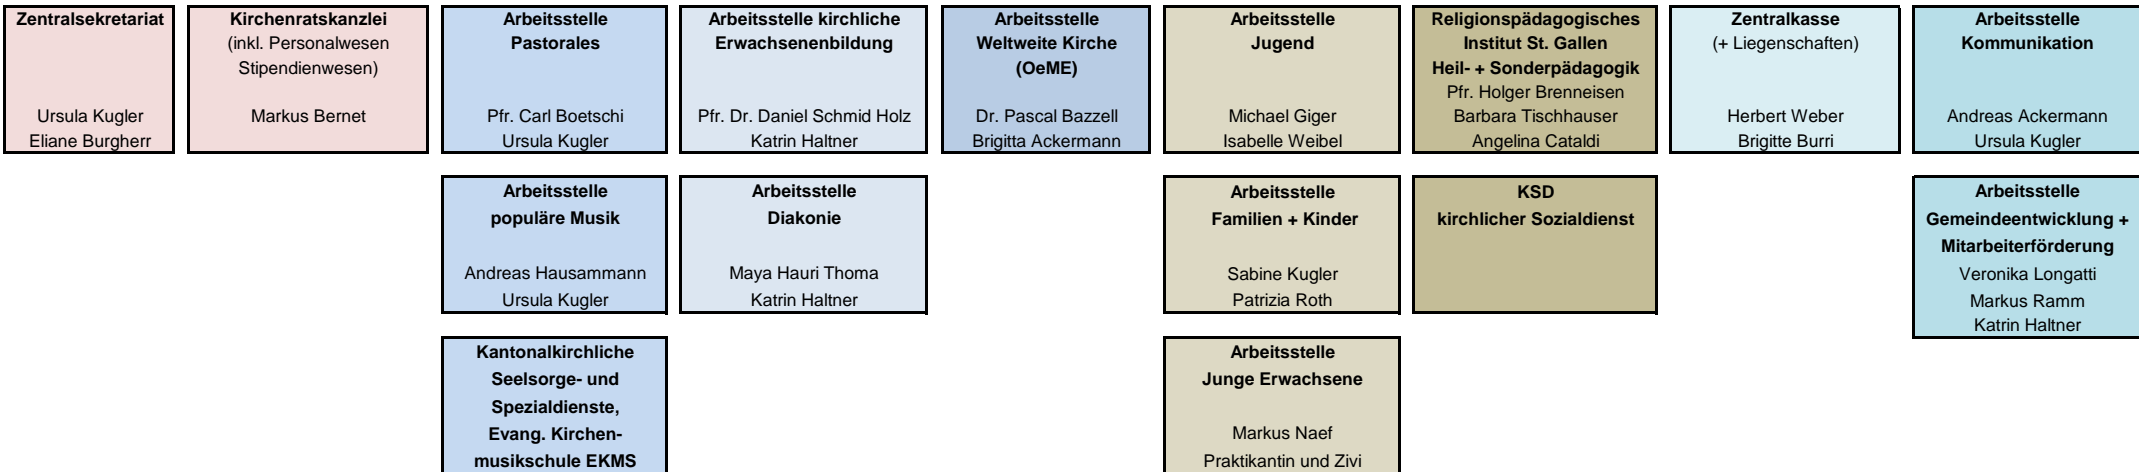 Zentralsekretariat
Ursula Kugler
Eliane Burgherr
Kirchenratskanzlei
(inkl. Personalwesen
Stipendienwesen)
Markus Bernet
Arbeitsstelle
Pastorales
Pfr. Carl Boetschi
Ursula Kugler
Arbeitsstelle kirchliche
Erwachsenenbildung
Pfr. Dr. Daniel Schmid Holz
Katrin Haltner
Arbeitsstelle
Weltweite Kirche
(OeME)
Dr. Pascal Bazzell
Brigitta Ackermann
Arbeitsstelle
Jugend
Michael Giger
Isabelle Weibel
Religionspädagogisches
Institut St. Gallen
Heil- + Sonderpädagogik
Pfr. Holger Brenneisen
Barbara Tischhauser
Angelina Cataldi
Zentralkasse
(+ Liegenschaften)
Herbert Weber
Brigitte Burri
Arbeitsstelle
Kommunikation
Andreas Ackermann
Ursula Kugler
Arbeitsstelle
populäre Musik
Andreas Hausammann
Ursula Kugler
Arbeitsstelle
Diakonie
Maya Hauri Thoma
Katrin Haltner
Arbeitsstelle
Familien + Kinder
Sabine Kugler
Patrizia Roth
KSD
kirchlicher Sozialdienst
Arbeitsstelle
Gemeindeentwicklung +
Mitarbeiterförderung
Veronika Longatti
Markus Ramm
Katrin Haltner
Kantonalkirchliche
Seelsorge- und
Spezialdienste,
Evang. Kirchen-
musikschule EKMS
Arbeitsstelle
Junge Erwachsene
Markus Naef
Praktikantin und Zivi